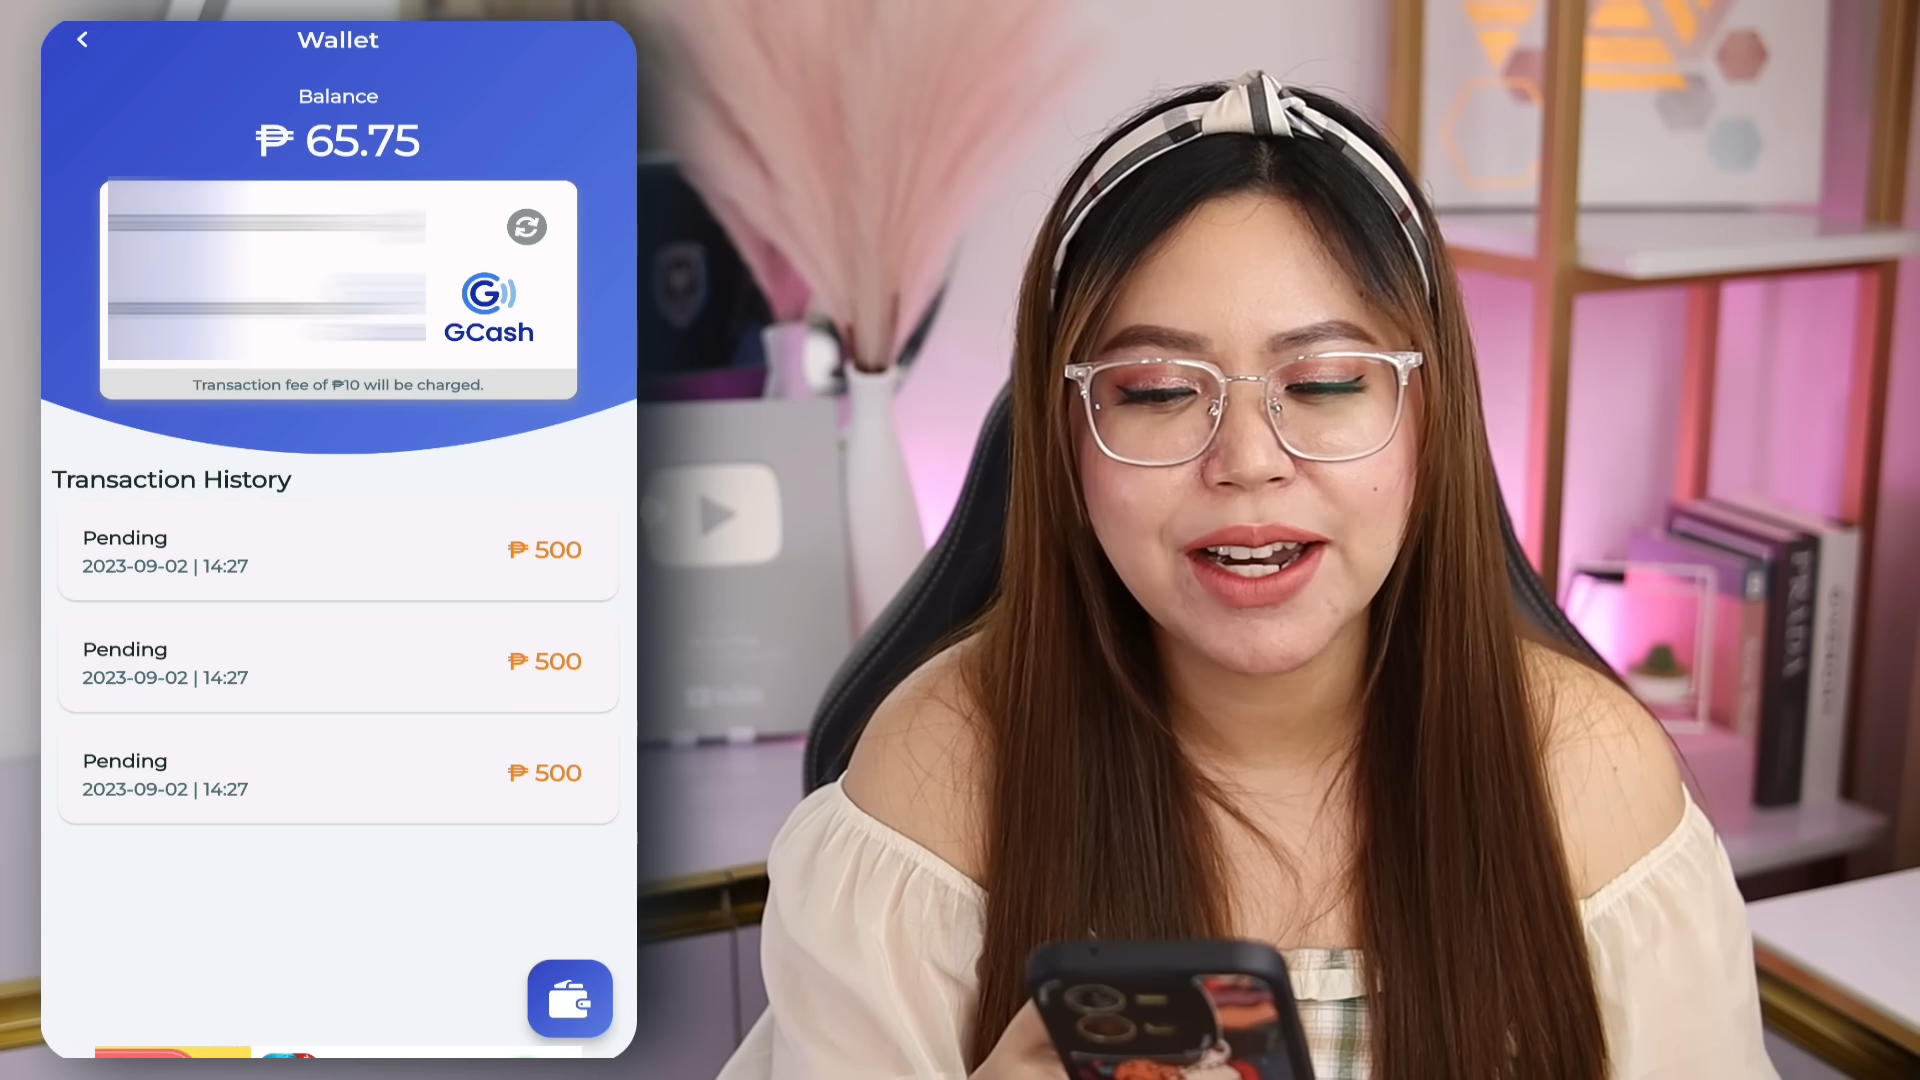 Wallet
Balance
₱ 65.75
GCash
Transaction fee of ₱10 will be charged.
Transaction History
Pending
₱ 500
2023-09-02 | 14:27
Pending
₱ 500
2023-09-02 | 14:27
Pending
₱ 500
2023-09-02 | 14:27